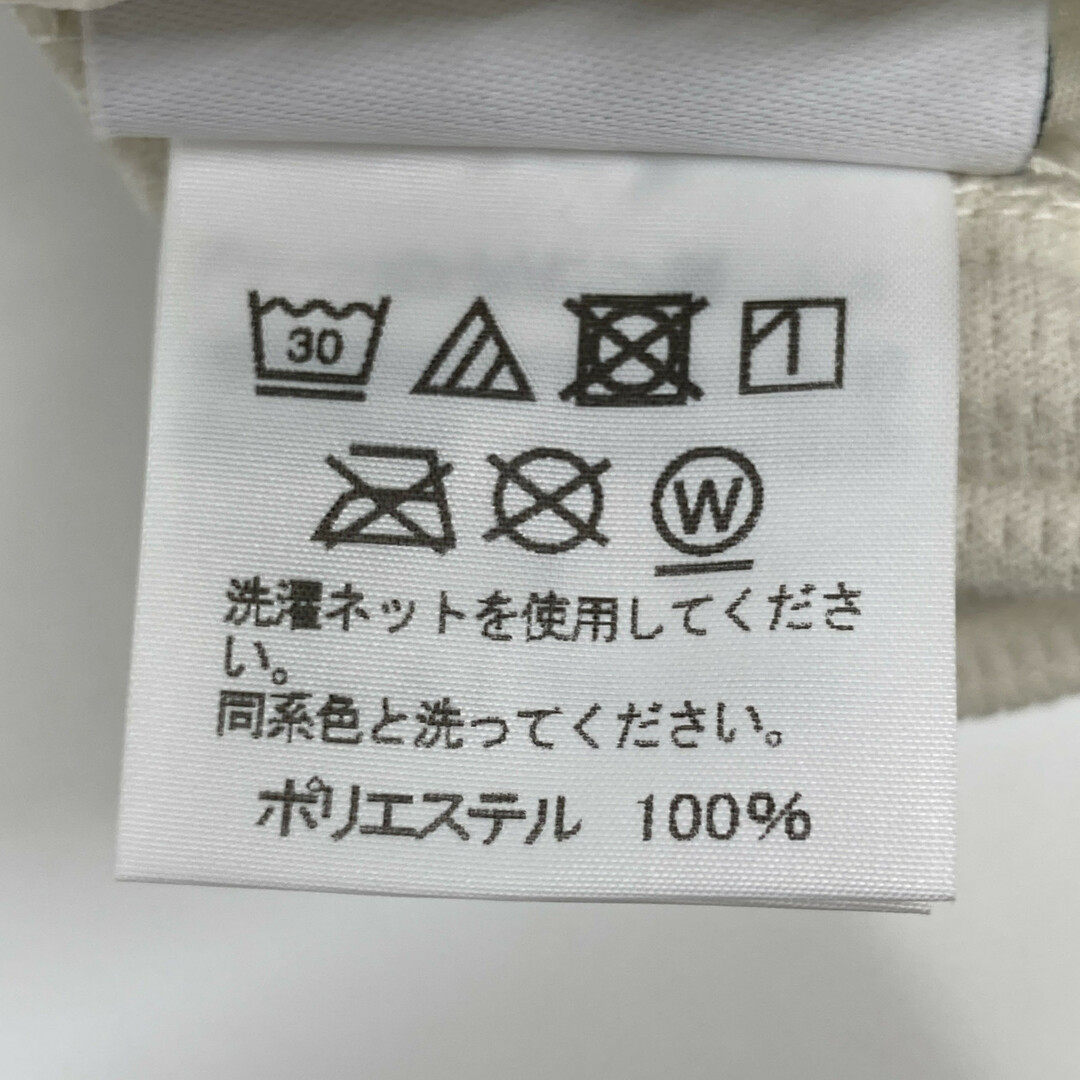 30
W
洗濯ネットを使用してくださ
い。
同系色と洗ってください。
ポリエステル 100%